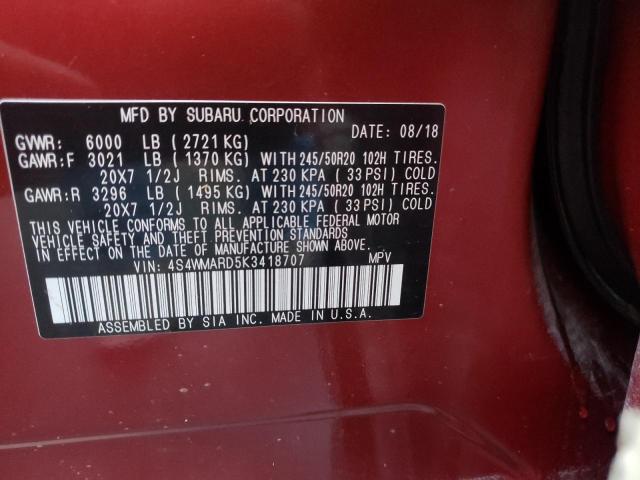 MFD BY SUBARU CORPORATION
DATE: 08/18
GVWR: 6000 LB (2721 KG)
GAWR:F 3021 LB (1370 KG) WITH 245/50R20 102H TIRES.
20X7 1/2J RIMS. AT 230 KPA (33 PSI) COLD
GAWR:R 3296 LB (1495 KG) WITH 245/50R20 102H TIRES.
20X7 1/2J RIMS. AT 230 KPA (33 PSI) COLD
THIS VEHICLE CONFORMS TO ALL APPLICABLE FEDERAL MOTOR
VEHICLE SAFETY AND THEFT PREVENTION STANDARDS
IN EFFECT ON THE DATE OF MANUFACTURE SHOWN ABOVE.
VIN: 4S4WMARD5K3418707 MPV
ASSEMBLED BY SIA INC. MADE IN U.S.A.